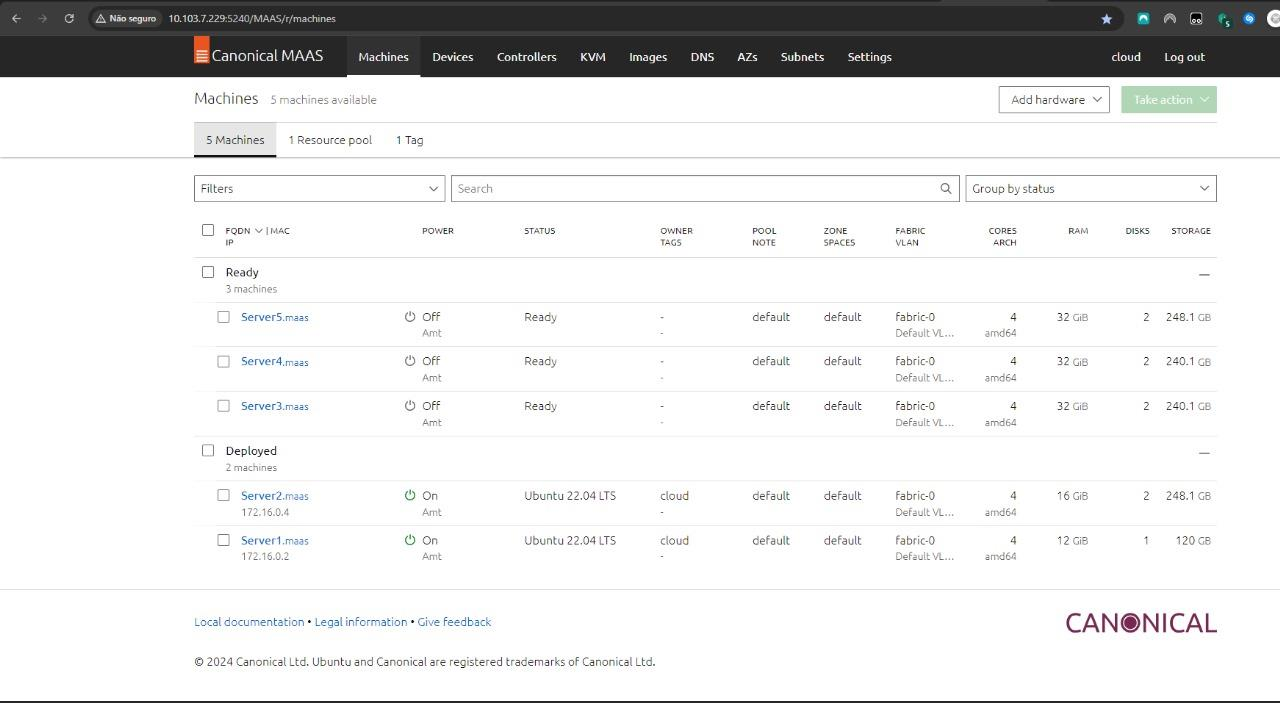 Não seguro 10.103.7.229:5240/MAAS/r/machines
5
Canonical MAAS Machines Devices Controllers KVM Images DNS AZs Subnets Settings cloud Log out
Machines 5 machines available Add hardware Take action
5 Machines 1 Resource pool 1 Tag
Filters Search Group by status
FQDN | MAC POWER STATUS OWNER POOL ZONE FABRIC CORES RAM DISKS STORAGE
IP TAGS NOTE SPACES VLAN ARCH
Ready
3 machines
Server5.maas Off Ready - default default fabric-0 4 32 GiB 2 248.1 GB
Amt - Default VL... amd64
Server4.maas Off Ready - default default fabric-0 4 32 GiB 2 240.1 GB
Amt - Default VL... amd64
Server3.maas Off Ready - default default fabric-0 4 32 GiB 2 240.1 GB
Amt - Default VL... amd64
Deployed
2 machines
Server2.maas On Ubuntu 22.04 LTS cloud default default fabric-0 4 16 GiB 2 248.1 GB
172.16.0.4 Amt - Default VL... amd64
Server1.maas On Ubuntu 22.04 LTS cloud default default fabric-0 4 12 GiB 1 120 GB
172.16.0.2 Amt - Default VL... amd64
Local documentation • Legal information • Give feedback CANONICAL
© 2024 Canonical Ltd. Ubuntu and Canonical are registered trademarks of Canonical Ltd.